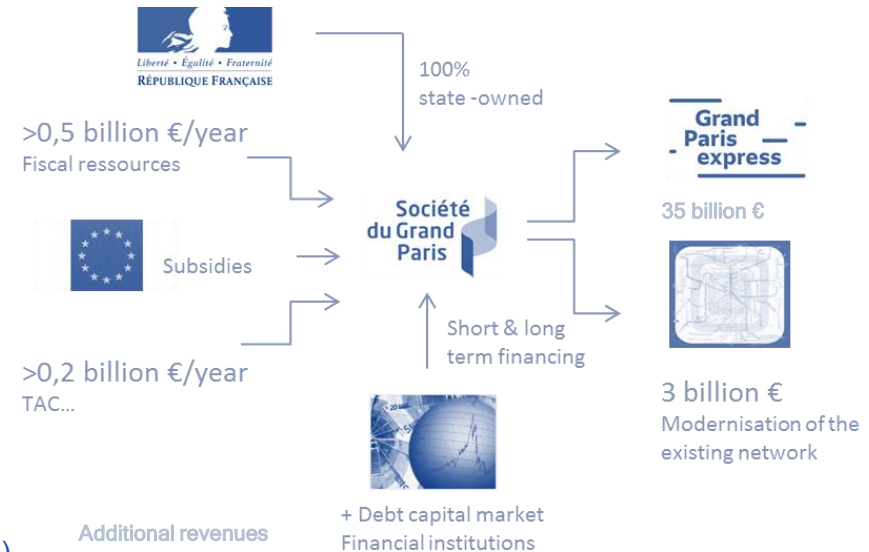 Liberté • Égalité • Fraternité
RÉPUBLIQUE FRANÇAISE
100%
state -owned
>0,5 billion €/year
Fiscal ressources
Grand
Paris
express
35 billion €
Société
du Grand
Paris
Subsidies
Short & long
term financing
>0,2 billion €/year
TAC...
3 billion €
Modernisation of the
existing network
+ Debt capital market
Financial institutions
Additional revenues
)